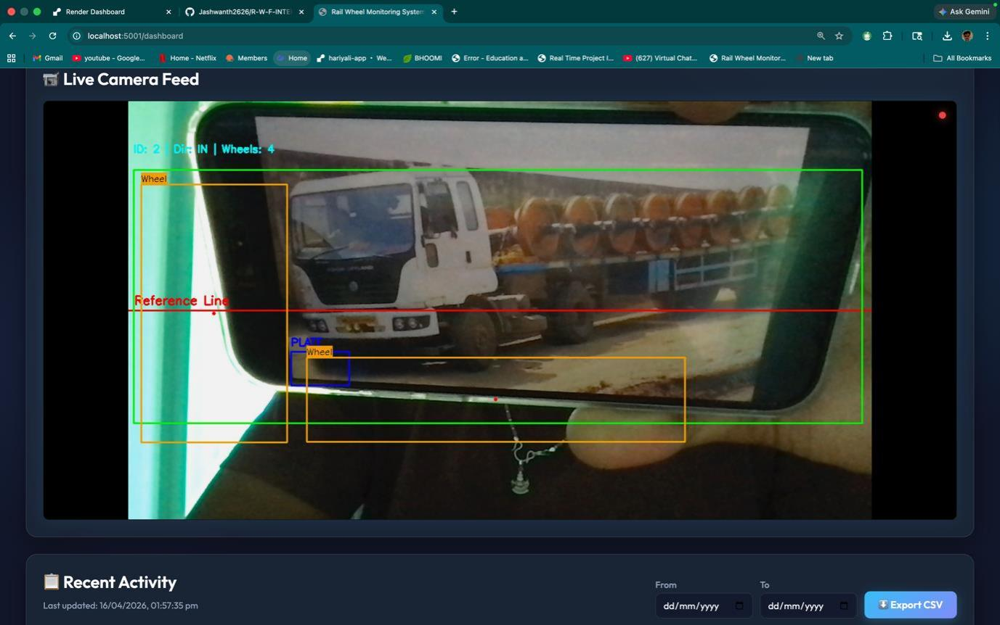 Render Dashboard
Jashwanth2626/R-W-F-INTE
Rail Wheel Monitoring System
Ask Gemini
localhost:5001/dashboard
Gmail
youtube - Google...
Home - Netflix
Members
Home
hariyali-app • We...
BHOOMI
Error - Education a...
Real Time Project I...
(627) Virtual Chat...
Rail Wheel Monitor...
New tab
All Bookmarks
Live Camera Feed
ID: 2 | Dir: IN | Wheels: 4
Wheel
Reference Line
PLATE
Wheel
Recent Activity
From
To
Last updated: 16/04/2026, 01:57:35 pm
dd/mm/yyyy
dd/mm/yyyy
Export CSV